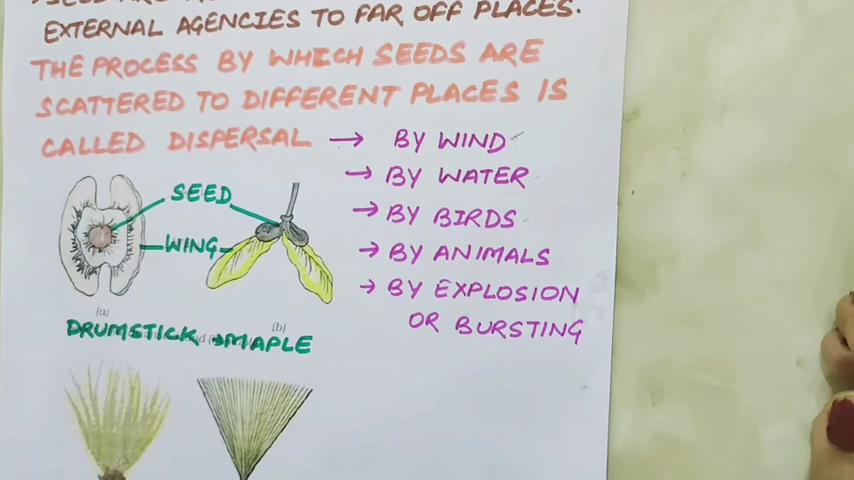 EXTERNAL AGENCIES TO FAR OFF PLACES.
THE PROCESS BY WHICH SEEDS ARE
SCATTERED TO DIFFERENT PLACES IS
CALLED DISPERSAL → BY WIND
→ BY WATER
→ BY BIRDS
→ BY ANIMALS
→ BY EXPLOSION
OR BURSTING
SEED
WING
(a)
(b)
DRUMSTICK → MAPLE